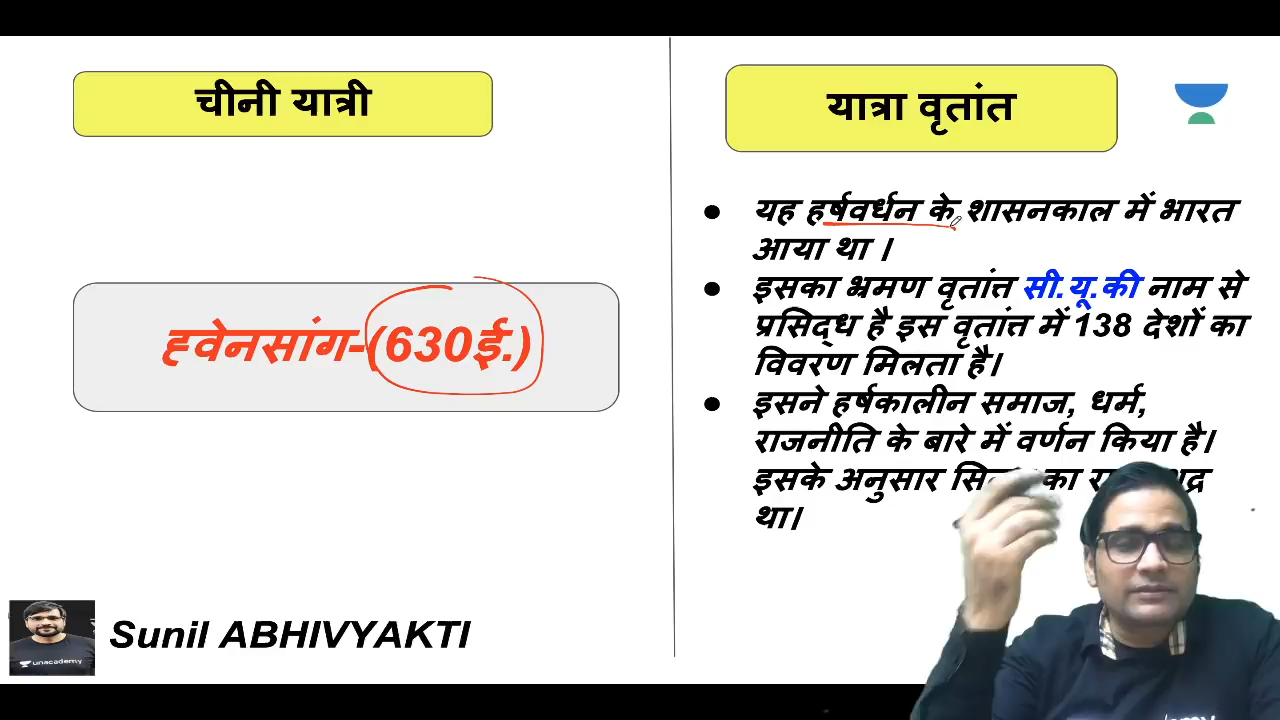 चीनी यात्री
ह्वेनसांग-(630ई.)
यात्रा वृतांत
● यह हर्षवर्धन के शासनकाल में भारत
आया था ।
● इसका भ्रमण वृतांत्त सी.यू.की नाम से
प्रसिद्ध है इस वृतांत्त में 138 देशों का
विवरण मिलता है।
● इसने हर्षकालीन समाज, धर्म,
राजनीति के बारे में वर्णन किया है।
इसके अनुसार का
था।
unacademy
Sunil ABHIVYAKTI